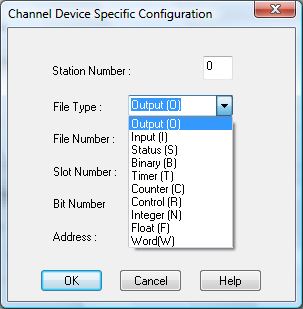 Channel Device Specific Configuration
Station Number :
0
File Type :
Output (O)
Output (O)
Input (I)
Status (S)
Binary (B)
Timer (T)
Counter (C)
Control (R)
Integer (N)
Float (F)
Word(W)
File Number :
Slot Number :
Bit Number
Address :
OK
Cancel
Help